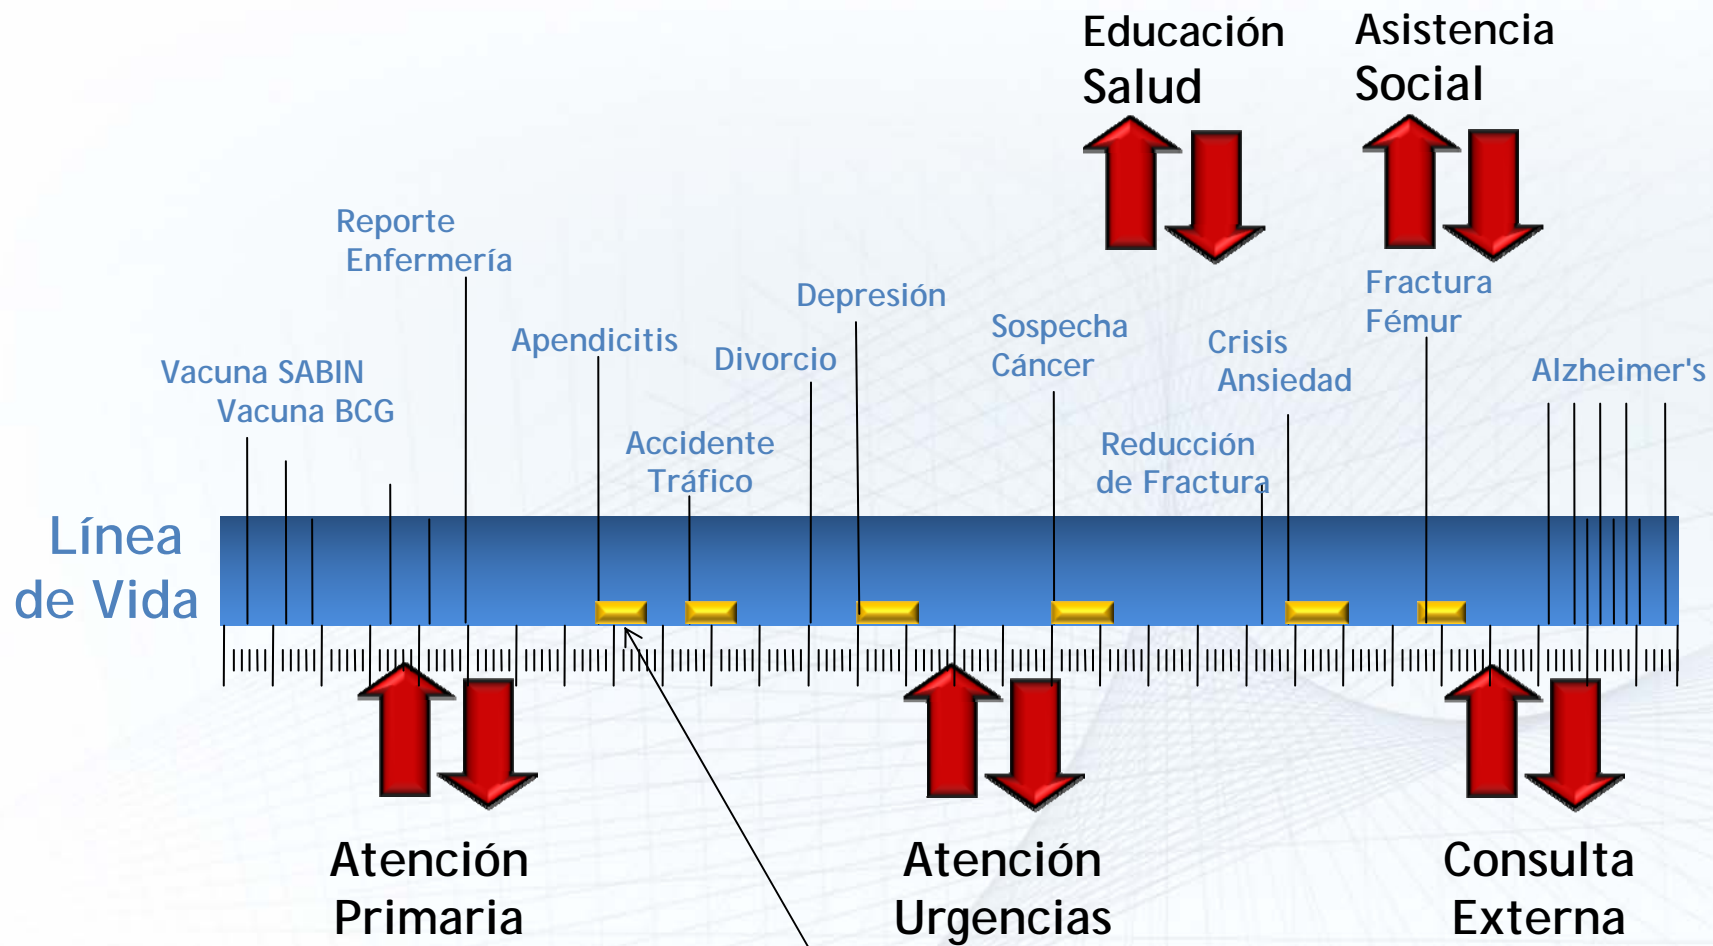 Educación
Salud
Asistencia
Social
Reporte
Enfermería
Apendicitis
Vacuna SABIN
Vacuna BCG
Accidente
Tráfico
Divorcio
Depresión
Sospecha
Cáncer
Reducción
de Fractura
Crisis
Ansiedad
Fractura
Fémur
Alzheimer's
Línea
de Vida
Atención
Primaria
Atención
Urgencias
Consulta
Externa